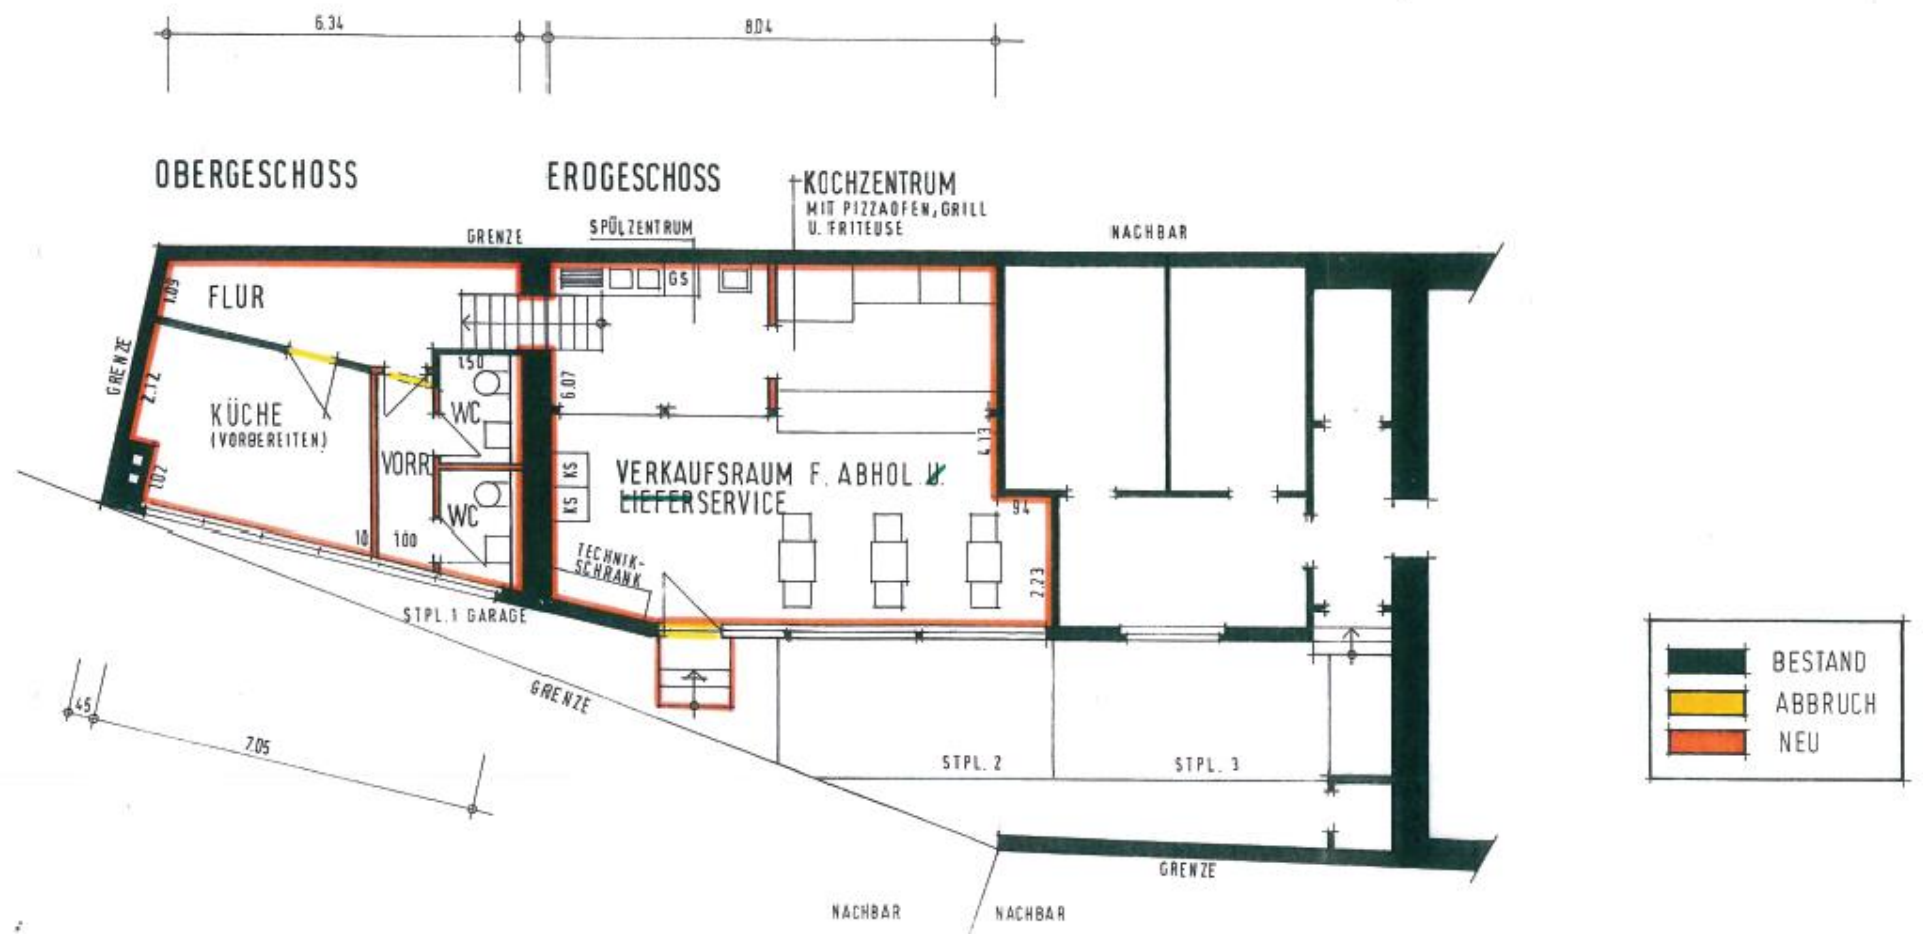 6.34
8.04
OBERGESCHOSS
ERDGESCHOSS
KOCHZENTRUM
MIT PIZZAOFEN, GRILL
U. FRITEUSE
SPÜLZENTRUM
GRENZE
NACHBAR
GS
1.09
FLUR
GRENZE
2.12
1.50
6.07
KÜCHE
(VORBEREITEN)
WC
VORR.
4.13
1.02
KS
KS
VERKAUFSRAUM F. ABHOL U.
LIEFERSERVICE
WC
94
10
1.00
TECHNIK-
SCHRANK
2.23
STPL. 1 GARAGE
GRENZE
45
7.05
STPL. 2
STPL. 3
BESTAND
ABBRUCH
NEU
GRENZE
NACHBAR
NACHBAR